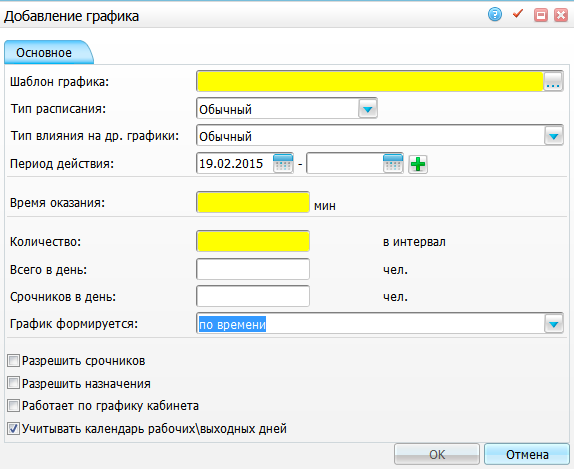 Добавление графика
Основное
Шаблон графика: ...
Тип расписания: Обычный
Тип влияния на др. графики: Обычный
Период действия: 19.02.2015 -
Время оказания: мин
Количество: в интервал
Всего в день: чел.
Срочников в день: чел.
График формируется: по времени
Разрешить срочников
Разрешить назначения
Работает по графику кабинета
Учитывать календарь рабочих\выходных дней
OK Отмена